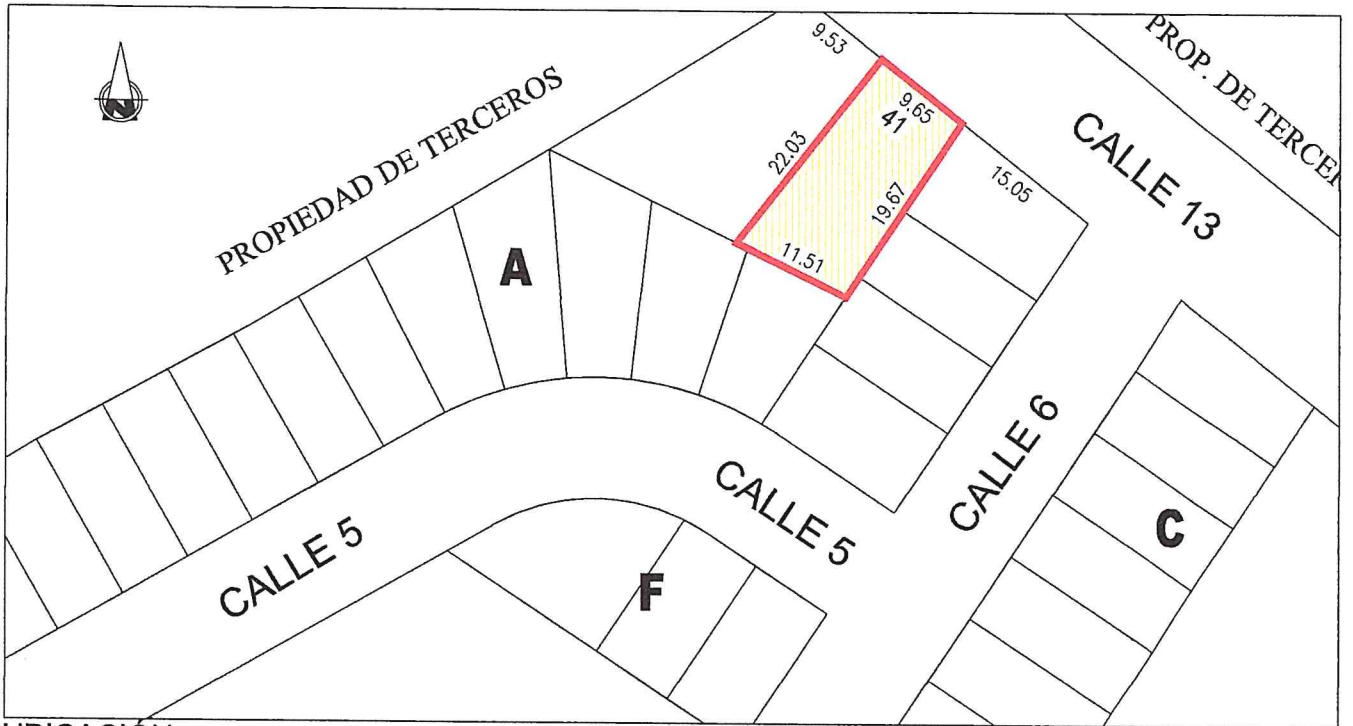 9.53
PROP. DE TERCE
PROPIEDAD DE TERCEROS
9.65
41
22.03
19.67
11.51
15.05
CALLE 13
A
CALLE 6
CALLE 5
CALLE 5
C
F
N